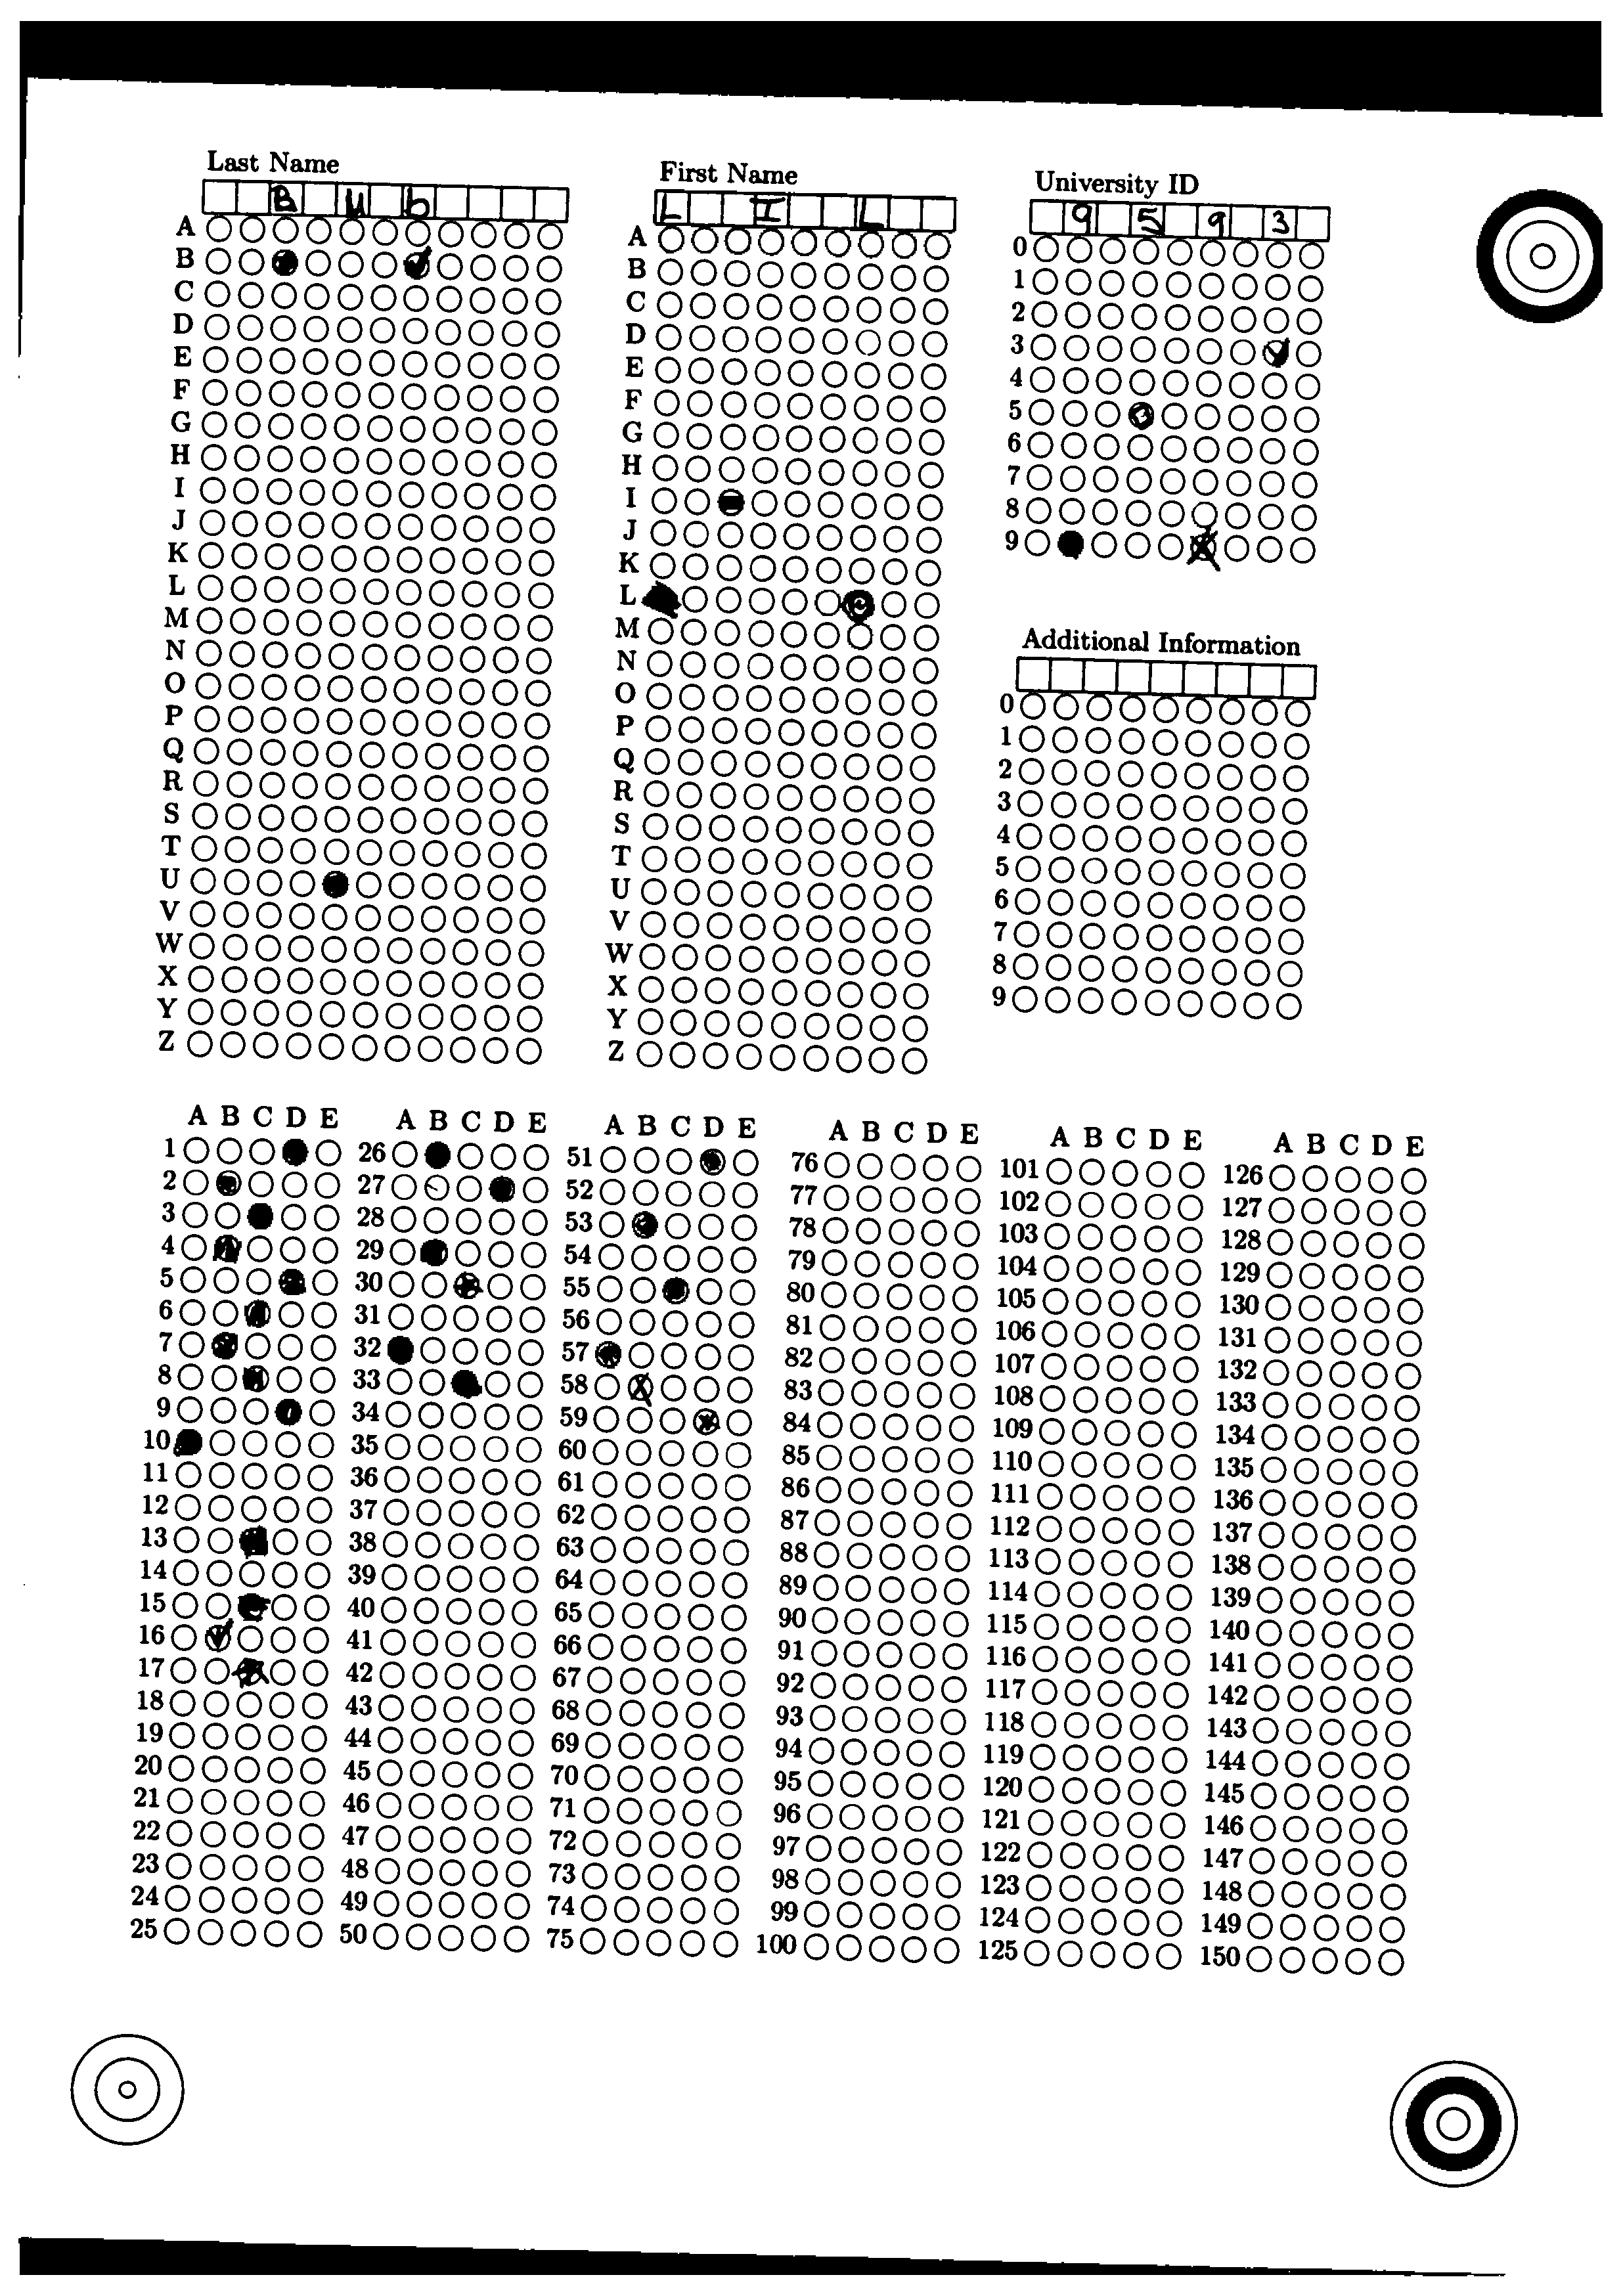 Last Name First Name University ID
B U b L I L 9 5 9 3
A A 0
B B 1
C C 2
D D 3
E E 4
F F 5
G G 6
H H 7
I I 8
J J 9
K K
L L
M M Additional Information
N N
O O 0
P P 1
Q Q 2
R R 3
S S 4
T T 5
U U 6
V V 7
W W 8
X X 9
Y Y
Z Z
A B C D E A B C D E A B C D E A B C D E A B C D E A B C D E
1 26 51 76 101 126
2 27 52 77 102 127
3 28 53 78 103 128
4 29 54 79 104 129
5 30 55 80 105 130
6 31 56 81 106 131
7 32 57 82 107 132
8 33 58 83 108 133
9 34 59 84 109 134
10 35 60 85 110 135
11 36 61 86 111 136
12 37 62 87 112 137
13 38 63 88 113 138
14 39 64 89 114 139
15 40 65 90 115 140
16 41 66 91 116 141
17 42 67 92 117 142
18 43 68 93 118 143
19 44 69 94 119 144
20 45 70 95 120 145
21 46 71 96 121 146
22 47 72 97 122 147
23 48 73 98 123 148
24 49 74 99 124 149
25 50 75 100 125 150